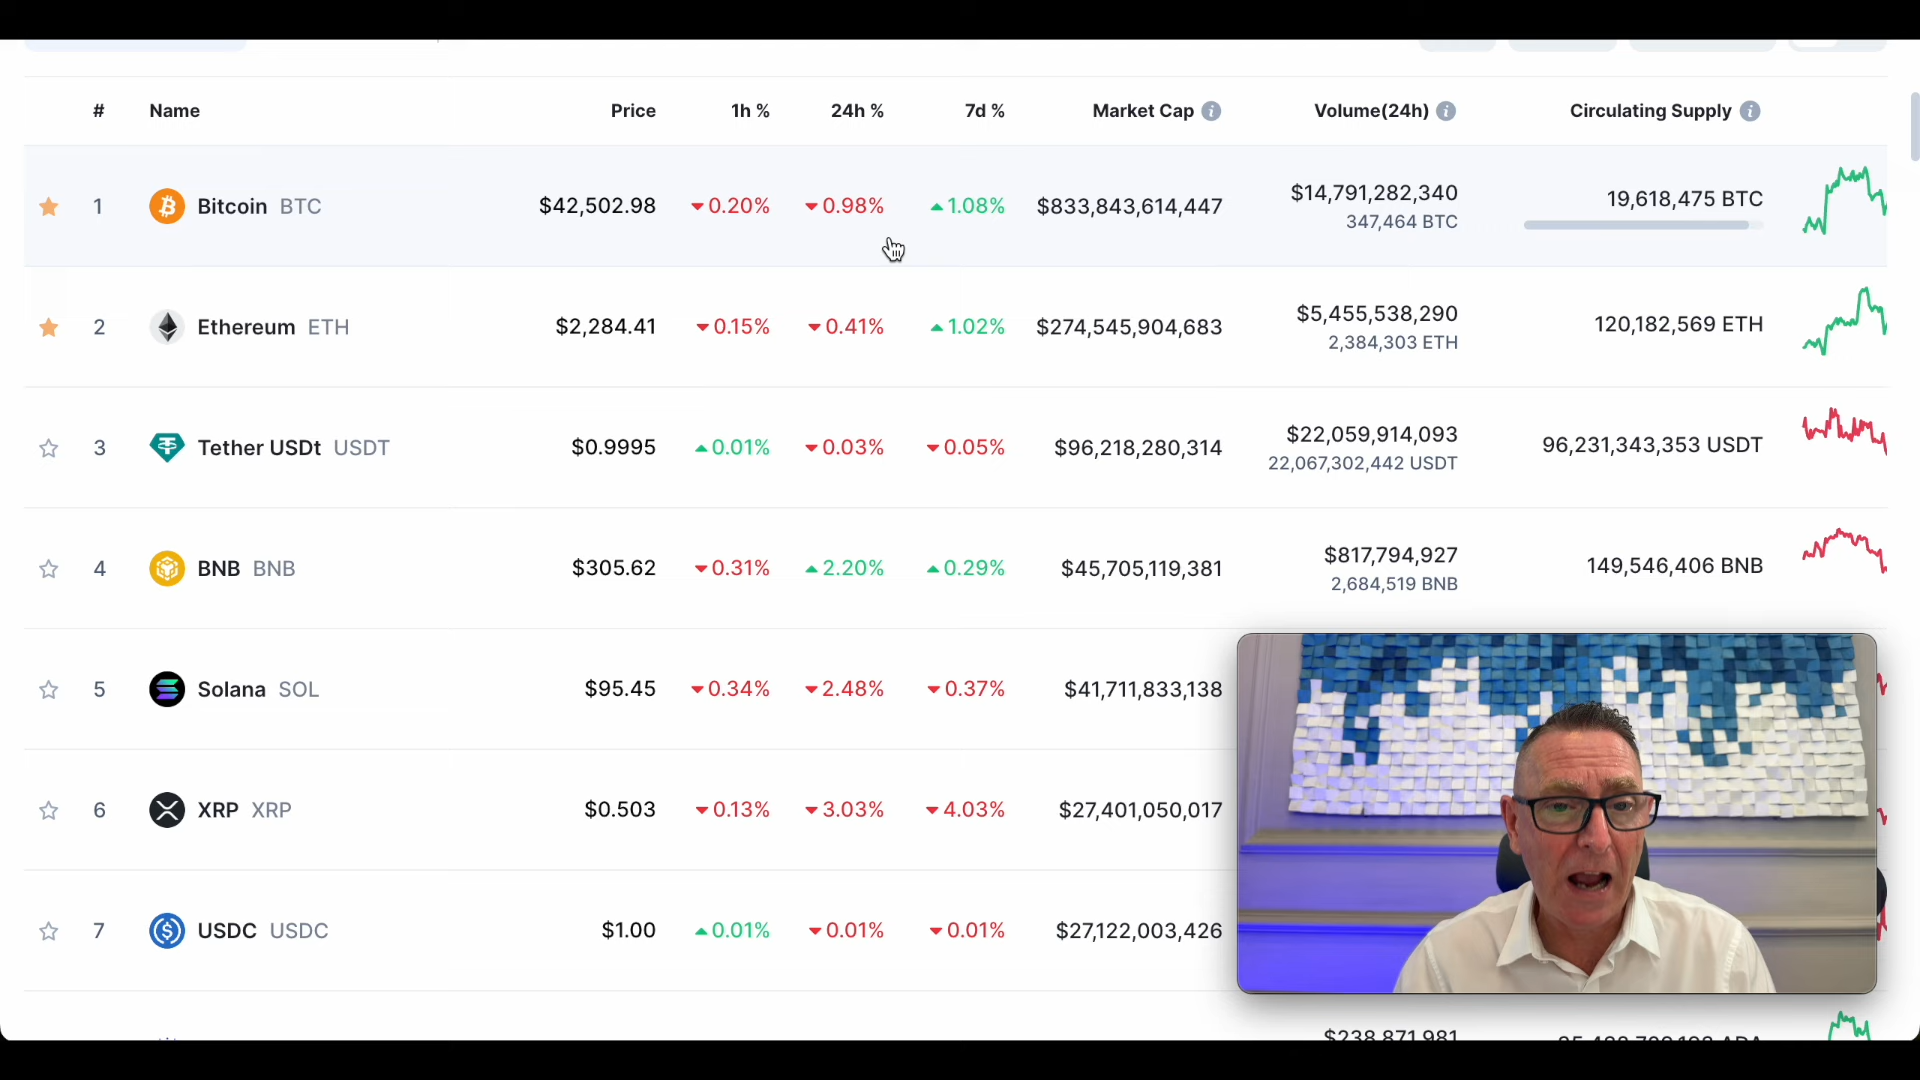 # Name Price 1h % 24h % 7d % Market Cap Volume(24h) Circulating Supply
1 Bitcoin BTC $42,502.98 0.20% 0.98% 1.08% $833,843,614,447 $14,791,282,340 19,618,475 BTC
347,464 BTC
2 Ethereum ETH $2,284.41 0.15% 0.41% 1.02% $274,545,904,683 $5,455,538,290 120,182,569 ETH
2,384,303 ETH
3 Tether USDt USDT $0.9995 0.01% 0.03% 0.05% $96,218,280,314 $22,059,914,093 96,231,343,353 USDT
22,067,302,442 USDT
4 BNB BNB $305.62 0.31% 2.20% 0.29% $45,705,119,381 $817,794,927 149,546,406 BNB
2,684,519 BNB
5 Solana SOL $95.45 0.34% 2.48% 0.37% $41,711,833,138
6 XRP XRP $0.503 0.13% 3.03% 4.03% $27,401,050,017
7 USDC USDC $1.00 0.01% 0.01% 0.01% $27,122,003,426
$238,871,981